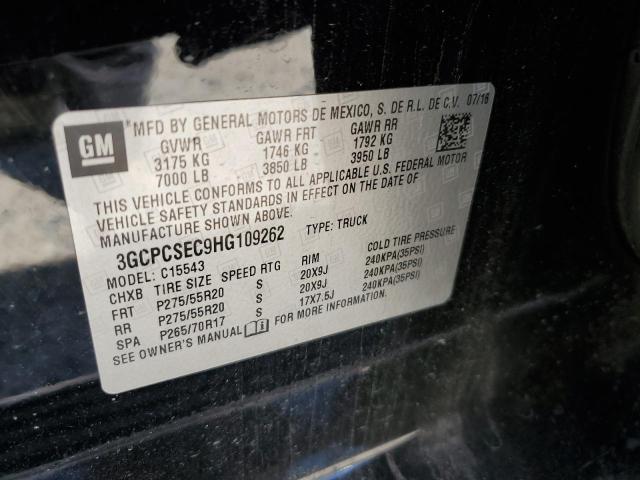 GM
MFD BY GENERAL MOTORS DE MEXICO, S. DE R.L. DE C.V. 07/16
GVWR GAWR FRT GAWR RR
3175 KG 1746 KG 1792 KG
7000 LB 3850 LB 3950 LB
THIS VEHICLE CONFORMS TO ALL APPLICABLE U.S. FEDERAL MOTOR
VEHICLE SAFETY STANDARDS IN EFFECT ON THE DATE OF
MANUFACTURE SHOWN ABOVE.
3GCPCSEC9HG109262 TYPE: TRUCK
MODEL: C15543
CHXB TIRE SIZE SPEED RTG RIM COLD TIRE PRESSURE
FRT P275/55R20 S 20X9J 240KPA(35PSI)
RR P275/55R20 S 20X9J 240KPA(35PSI)
SPA P265/70R17 S 17X7.5J 240KPA(35PSI)
SEE OWNER'S MANUAL FOR MORE INFORMATION.